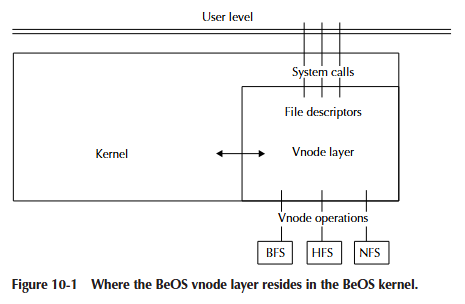 User level
System calls
File descriptors
Kernel
Vnode layer
Vnode operations
BFS HFS NFS
Figure 10-1 Where the BeOS vnode layer resides in the BeOS kernel.